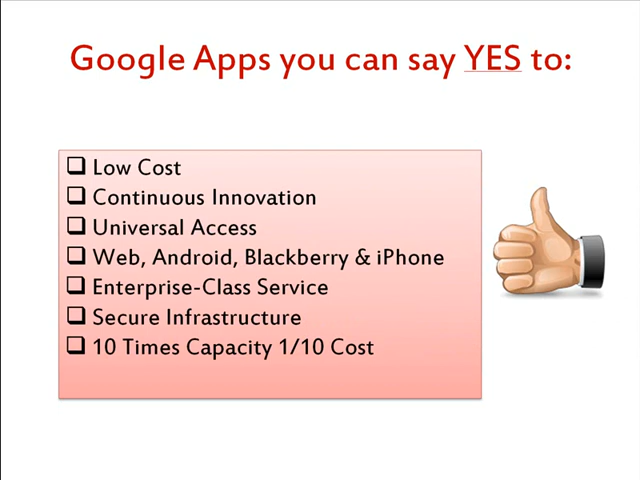 Google Apps you can say YES to:
Low Cost
Continuous Innovation
Universal Access
Web, Android, Blackberry & iPhone
Enterprise-Class Service
Secure Infrastructure
10 Times Capacity 1/10 Cost